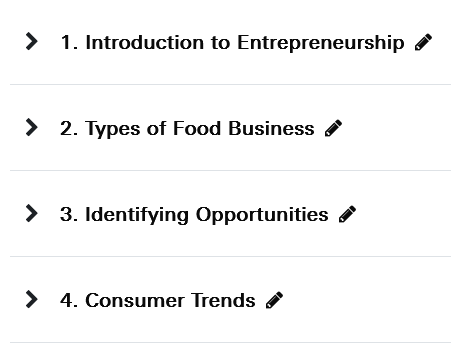 1. Introduction to Entrepreneurship
2. Types of Food Business
3. Identifying Opportunities
4. Consumer Trends